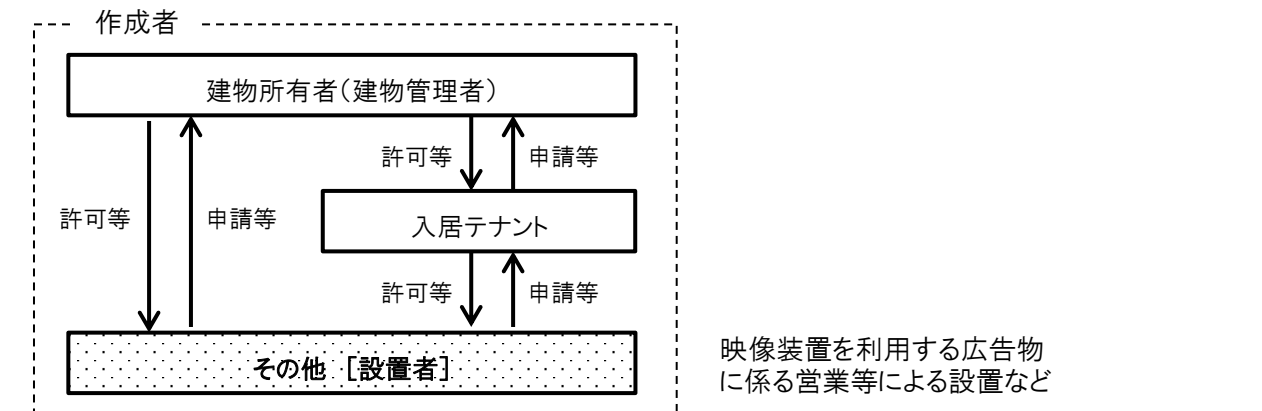 作成者
建物所有者（建物管理者）
許可等
申請等
許可等
申請等
入居テナント
許可等
申請等
その他 ［設置者］
映像装置を利用する広告物
に係る営業等による設置など